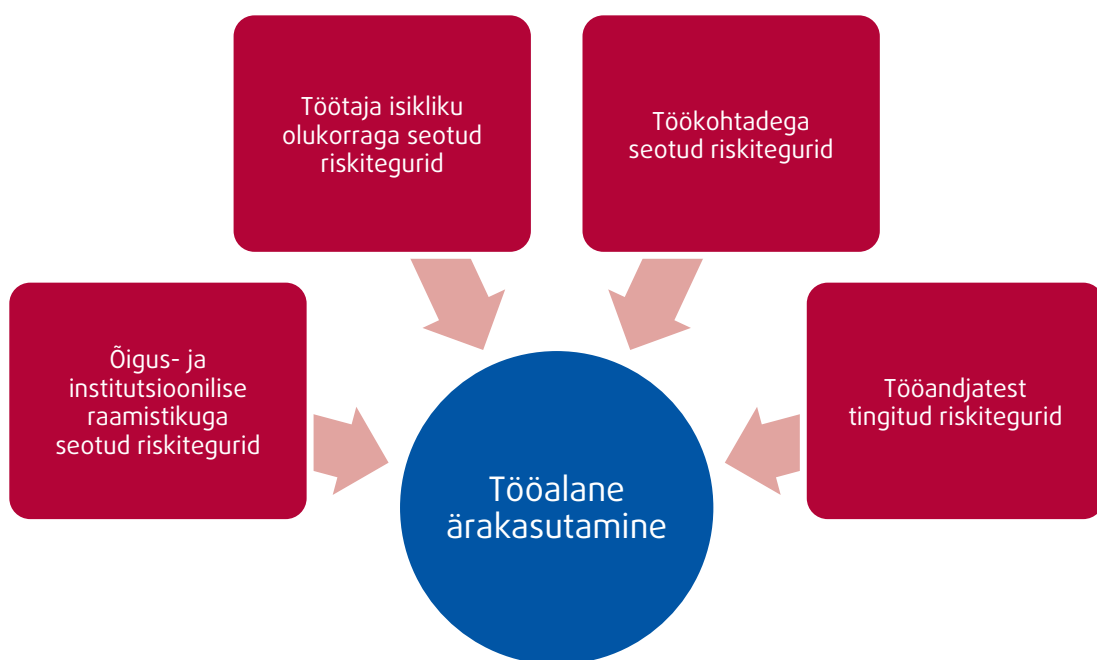 Töötaja isikliku
olukorraga seotud
riskitegurid
Töökohtadega
seotud riskitegurid
Õigus- ja
institutsioonilise
raamistikuga
seotud riskitegurid
Tööandjatest
tingitud riskitegurid
Tööalane
ärakasutamine